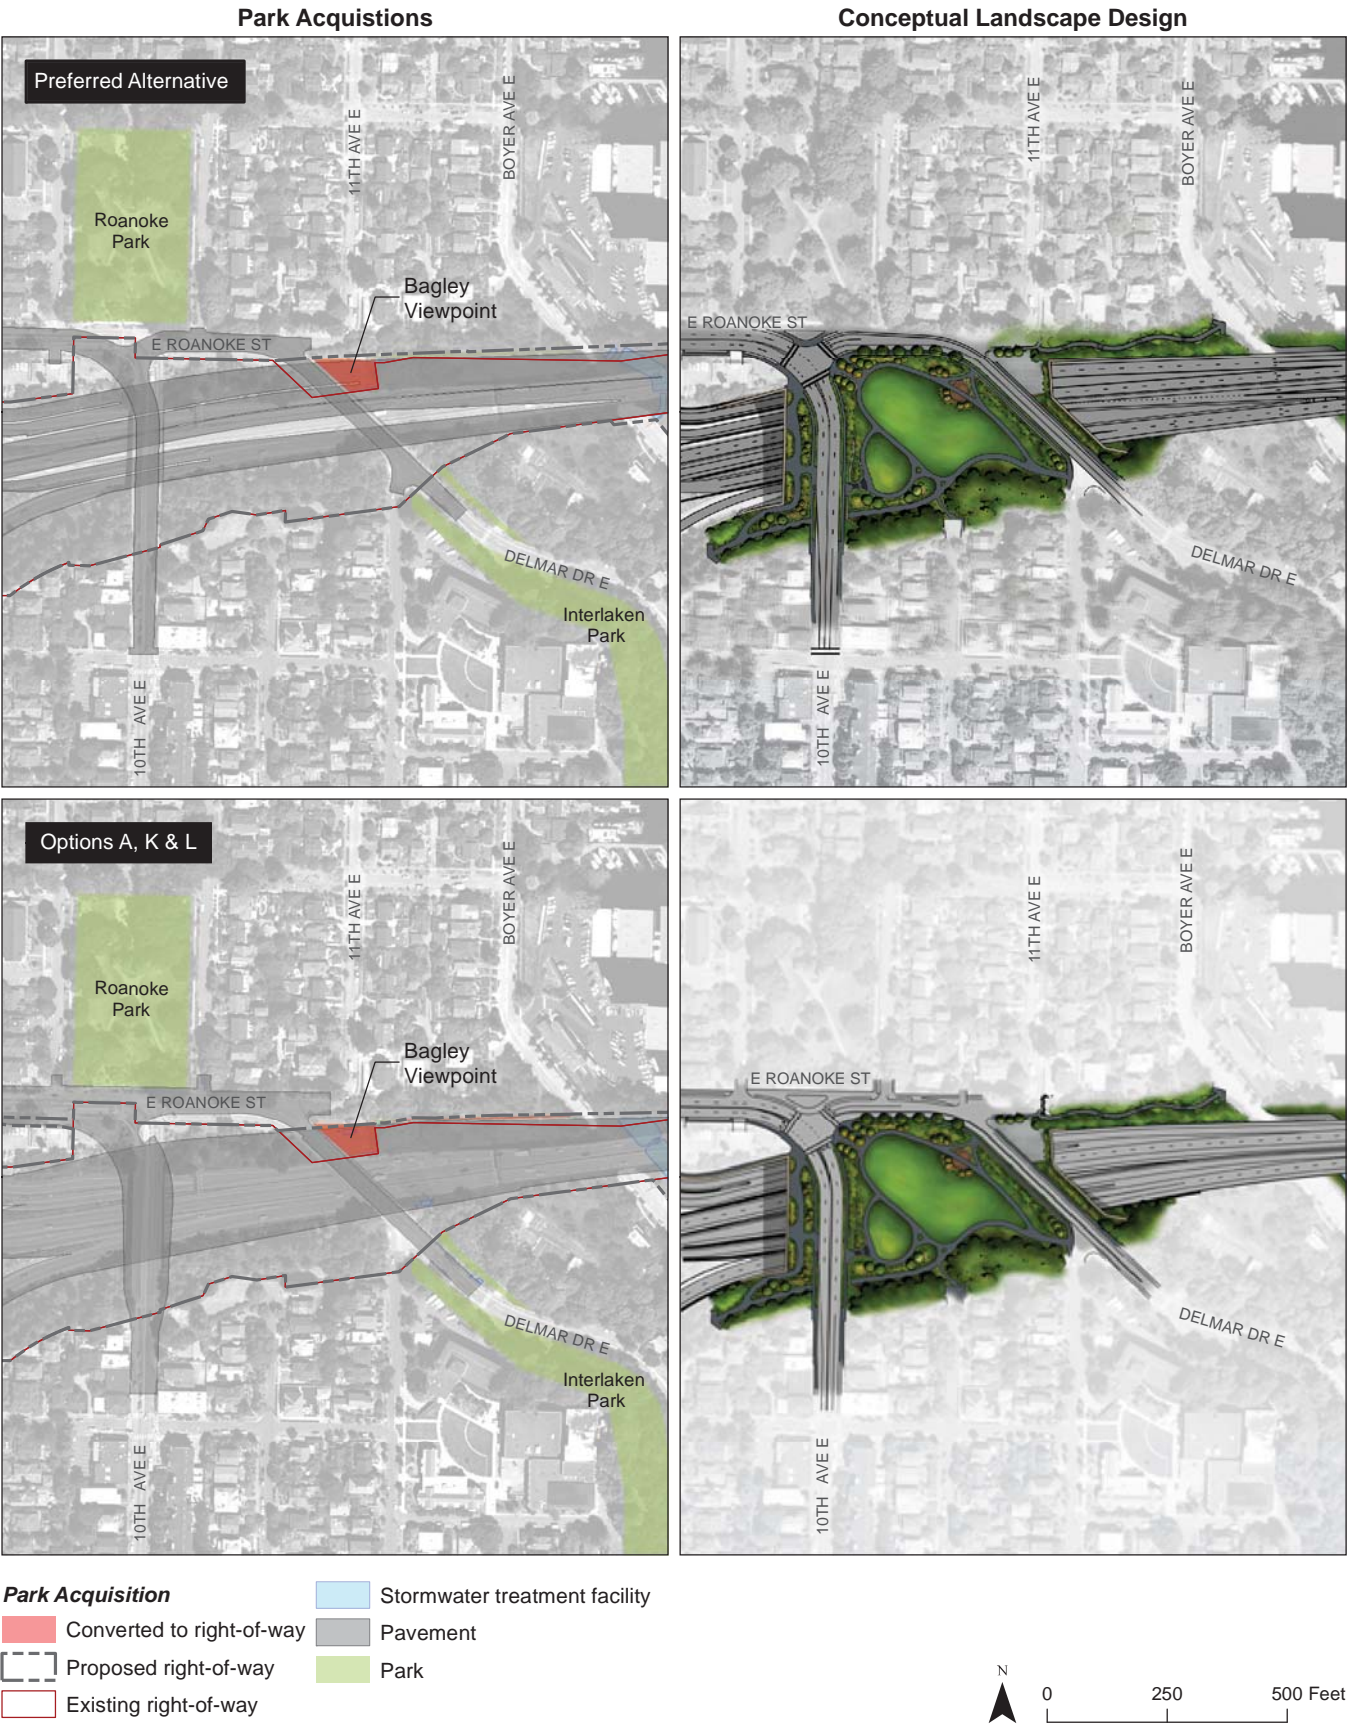 Park Acquistions
Conceptual Landscape Design
Preferred Alternative
11TH AVE E
BOYER AVE E
Roanoke
Park
Bagley
Viewpoint
E ROANOKE ST
DELMAR DR E
Interlaken
Park
10TH AVE E
11TH AVE E
BOYER AVE E
E ROANOKE ST
DELMAR DR E
10TH AVE E
Options A, K & L
11TH AVE E
BOYER AVE E
Roanoke
Park
Bagley
Viewpoint
E ROANOKE ST
DELMAR DR E
Interlaken
Park
10TH AVE E
11TH AVE E
BOYER AVE E
E ROANOKE ST
DELMAR DR E
10TH AVE E
Park Acquisition
Converted to right-of-way
Proposed right-of-way
Existing right-of-way
Stormwater treatment facility
Pavement
Park
N
0 250 500 Feet